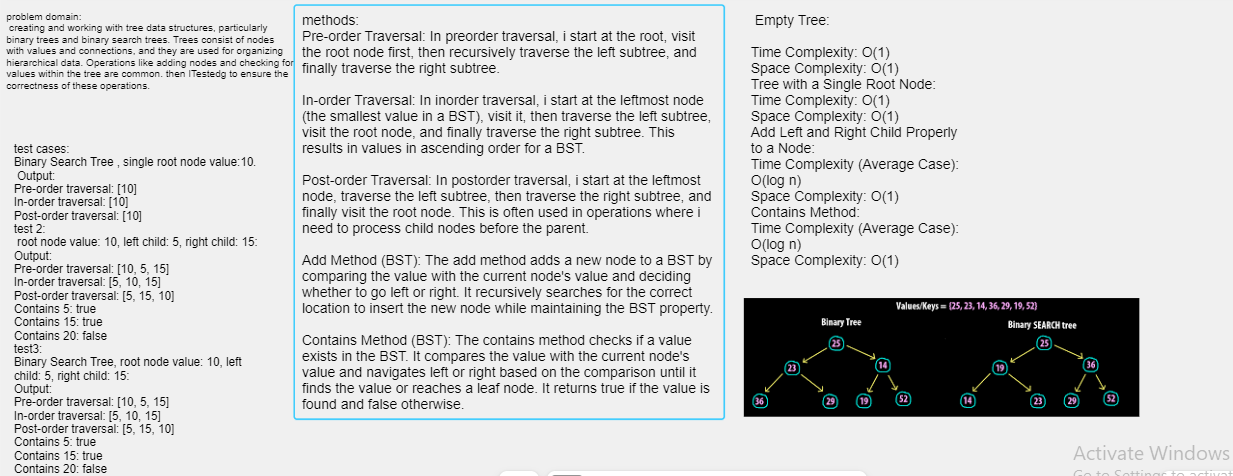 problem domain:
creating and working with tree data structures, particularly
binary trees and binary search trees. Trees consist of nodes
with values and connections, and they are used for organizing
hierarchical data. Operations like adding nodes and checking for
values within the tree are common. then ITestedg to ensure the
correctness of these operations.
test cases:
Binary Search Tree , single root node value:10.
Output:
Pre-order traversal: [10]
In-order traversal: [10]
Post-order traversal: [10]
test 2:
root node value: 10, left child: 5, right child: 15:
Output:
Pre-order traversal: [10, 5, 15]
In-order traversal: [5, 10, 15]
Post-order traversal: [5, 15, 10]
Contains 5: true
Contains 15: true
Contains 20: false
test3:
Binary Search Tree, root node value: 10, left
child: 5, right child: 15:
Output:
Pre-order traversal: [10, 5, 15]
In-order traversal: [5, 10, 15]
Post-order traversal: [5, 15, 10]
Contains 5: true
Contains 15: true
Contains 20: false
methods:
Pre-order Traversal: In preorder traversal, i start at the root, visit
the root node first, then recursively traverse the left subtree, and
finally traverse the right subtree.
In-order Traversal: In inorder traversal, i start at the leftmost node
(the smallest value in a BST), visit it, then traverse the left subtree,
visit the root node, and finally traverse the right subtree. This
results in values in ascending order for a BST.
Post-order Traversal: In postorder traversal, i start at the leftmost
node, traverse the left subtree, then traverse the right subtree, and
finally visit the root node. This is often used in operations where i
need to process child nodes before the parent.
Add Method (BST): The add method adds a new node to a BST by
comparing the value with the current node's value and deciding
whether to go left or right. It recursively searches for the correct
location to insert the new node while maintaining the BST property.
Contains Method (BST): The contains method checks if a value
exists in the BST. It compares the value with the current node's
value and navigates left or right based on the comparison until it
finds the value or reaches a leaf node. It returns true if the value is
found and false otherwise.
Empty Tree:
Time Complexity: O(1)
Space Complexity: O(1)
Tree with a Single Root Node:
Time Complexity: O(1)
Space Complexity: O(1)
Add Left and Right Child Properly
to a Node:
Time Complexity (Average Case):
O(log n)
Space Complexity: O(1)
Contains Method:
Time Complexity (Average Case):
O(log n)
Space Complexity: O(1)
Values/Keys = (25, 23, 14, 36, 29, 19, 52)
Binary Tree
25
23 14
36 29 19 52
Binary SEARCH tree
25
19 36
14 23 29 52
Activate Windows
Go to Settings to activat